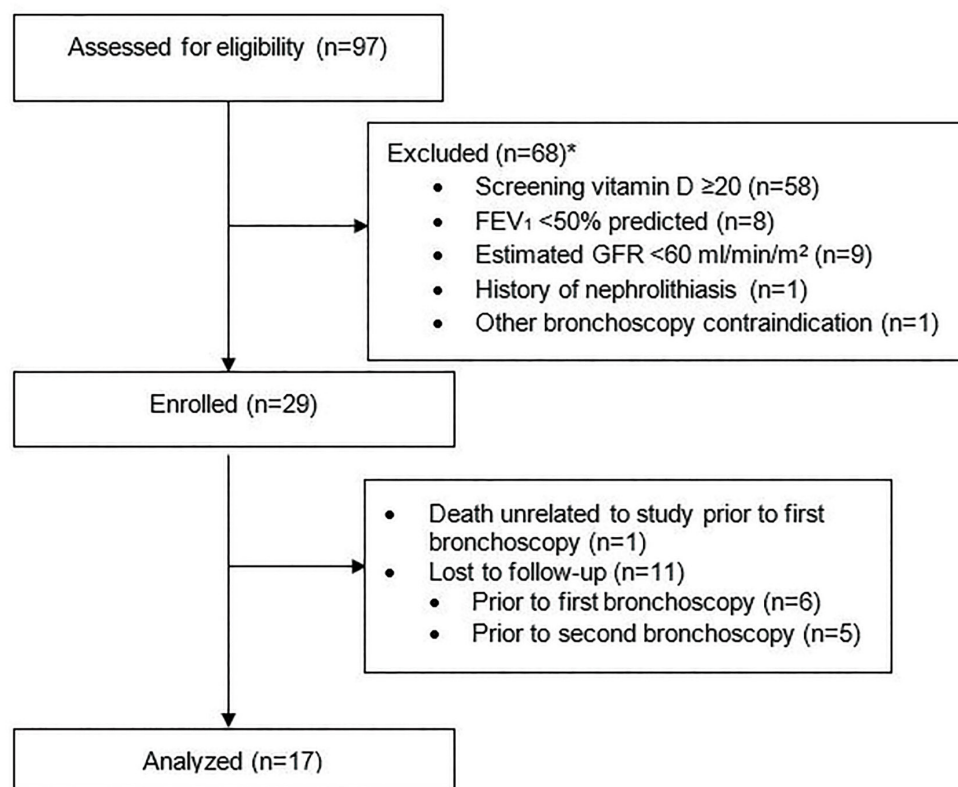 Assessed for eligibility (n=97)
Excluded (n=68)*
• Screening vitamin D ≥20 (n=58)
• FEV₁ <50% predicted (n=8)
• Estimated GFR <60 ml/min/m² (n=9)
• History of nephrolithiasis (n=1)
• Other bronchoscopy contraindication (n=1)
Enrolled (n=29)
• Death unrelated to study prior to first
bronchoscopy (n=1)
• Lost to follow-up (n=11)
• Prior to first bronchoscopy (n=6)
• Prior to second bronchoscopy (n=5)
Analyzed (n=17)